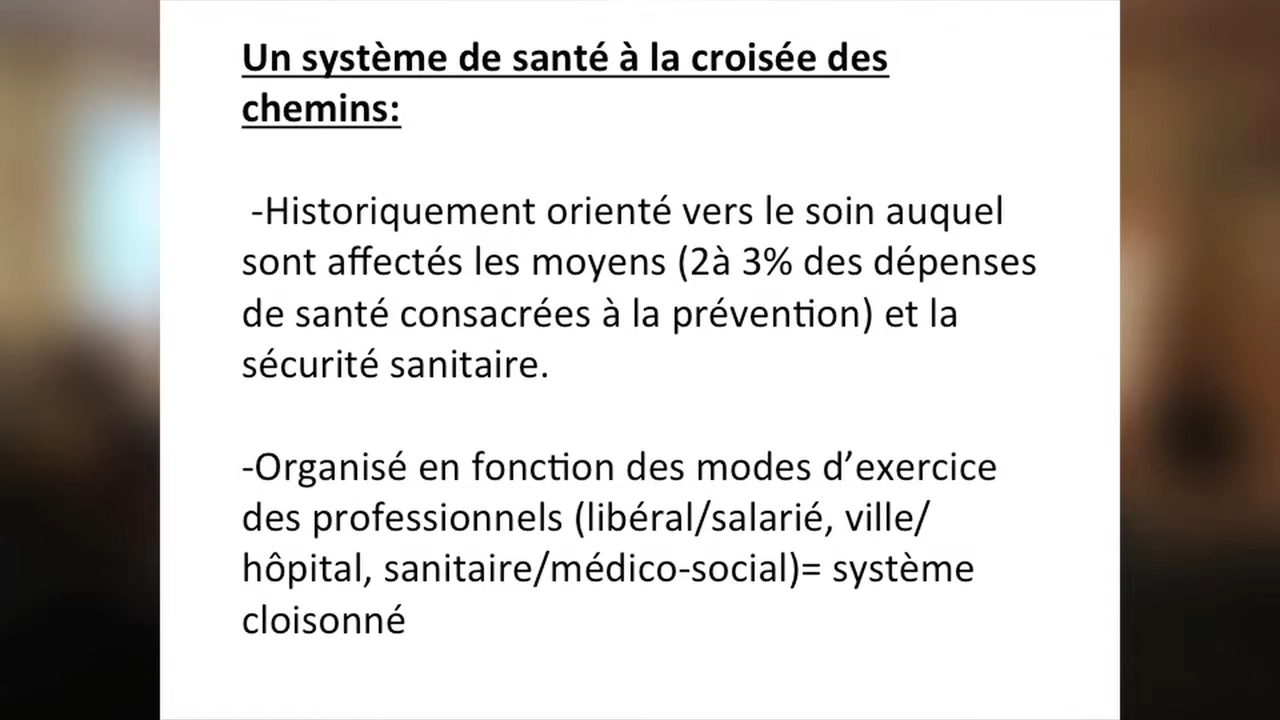 Un système de santé à la croisée des
chemins:
-Historiquement orienté vers le soin auquel
sont affectés les moyens (2à 3% des dépenses
de santé consacrées à la prévention) et la
sécurité sanitaire.
-Organisé en fonction des modes d’exercice
des professionnels (libéral/salarié, ville/
hôpital, sanitaire/médico-social)= système
cloisonné